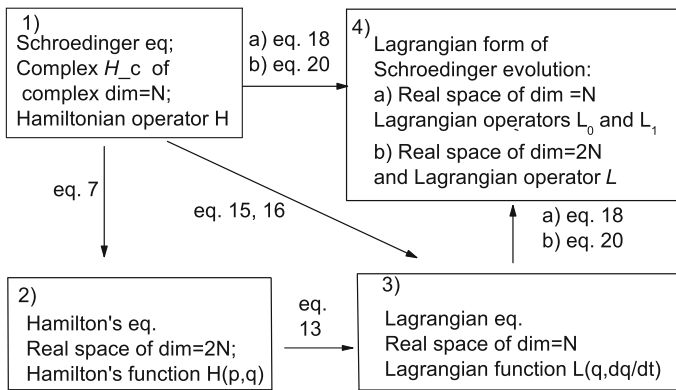 1)
Schroedinger eq;
Complex H_c of
complex dim=N;
Hamiltonian operator H
a) eq. 18
b) eq. 20
4)
Lagrangian form of
Schroedinger evolution:
a) Real space of dim =N
Lagrangian operators L₀ and L₁
b) Real space of dim=2N
and Lagrangian operator L
eq. 7
eq. 15, 16
a) eq. 18
b) eq. 20
2)
Hamilton's eq.
Real space of dim=2N;
Hamilton's function H(p,q)
eq.
13
3)
Lagrangian eq.
Real space of dim=N
Lagrangian function L(q,dq/dt)